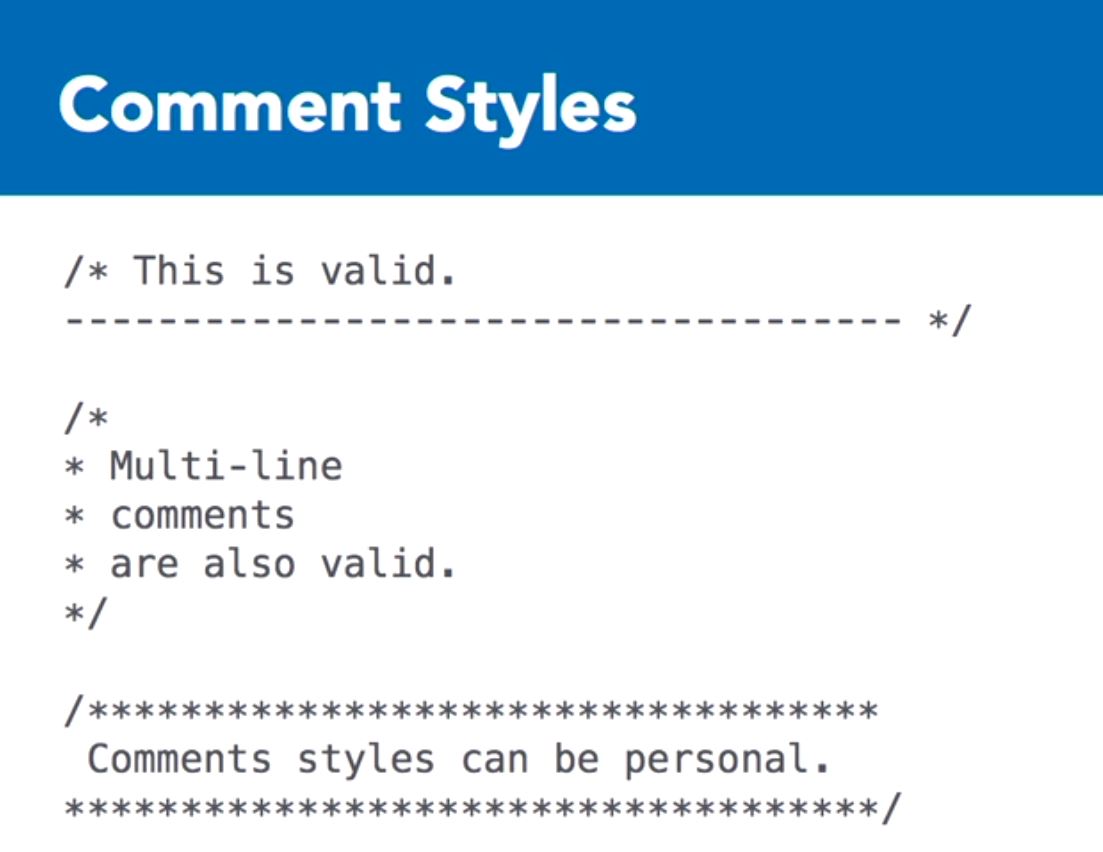 Comment Styles
/* This is valid.
------------------------------------ */
/*
* Multi-line
* comments
* are also valid.
*/
/**********************************
 Comments styles can be personal.
***********************************/